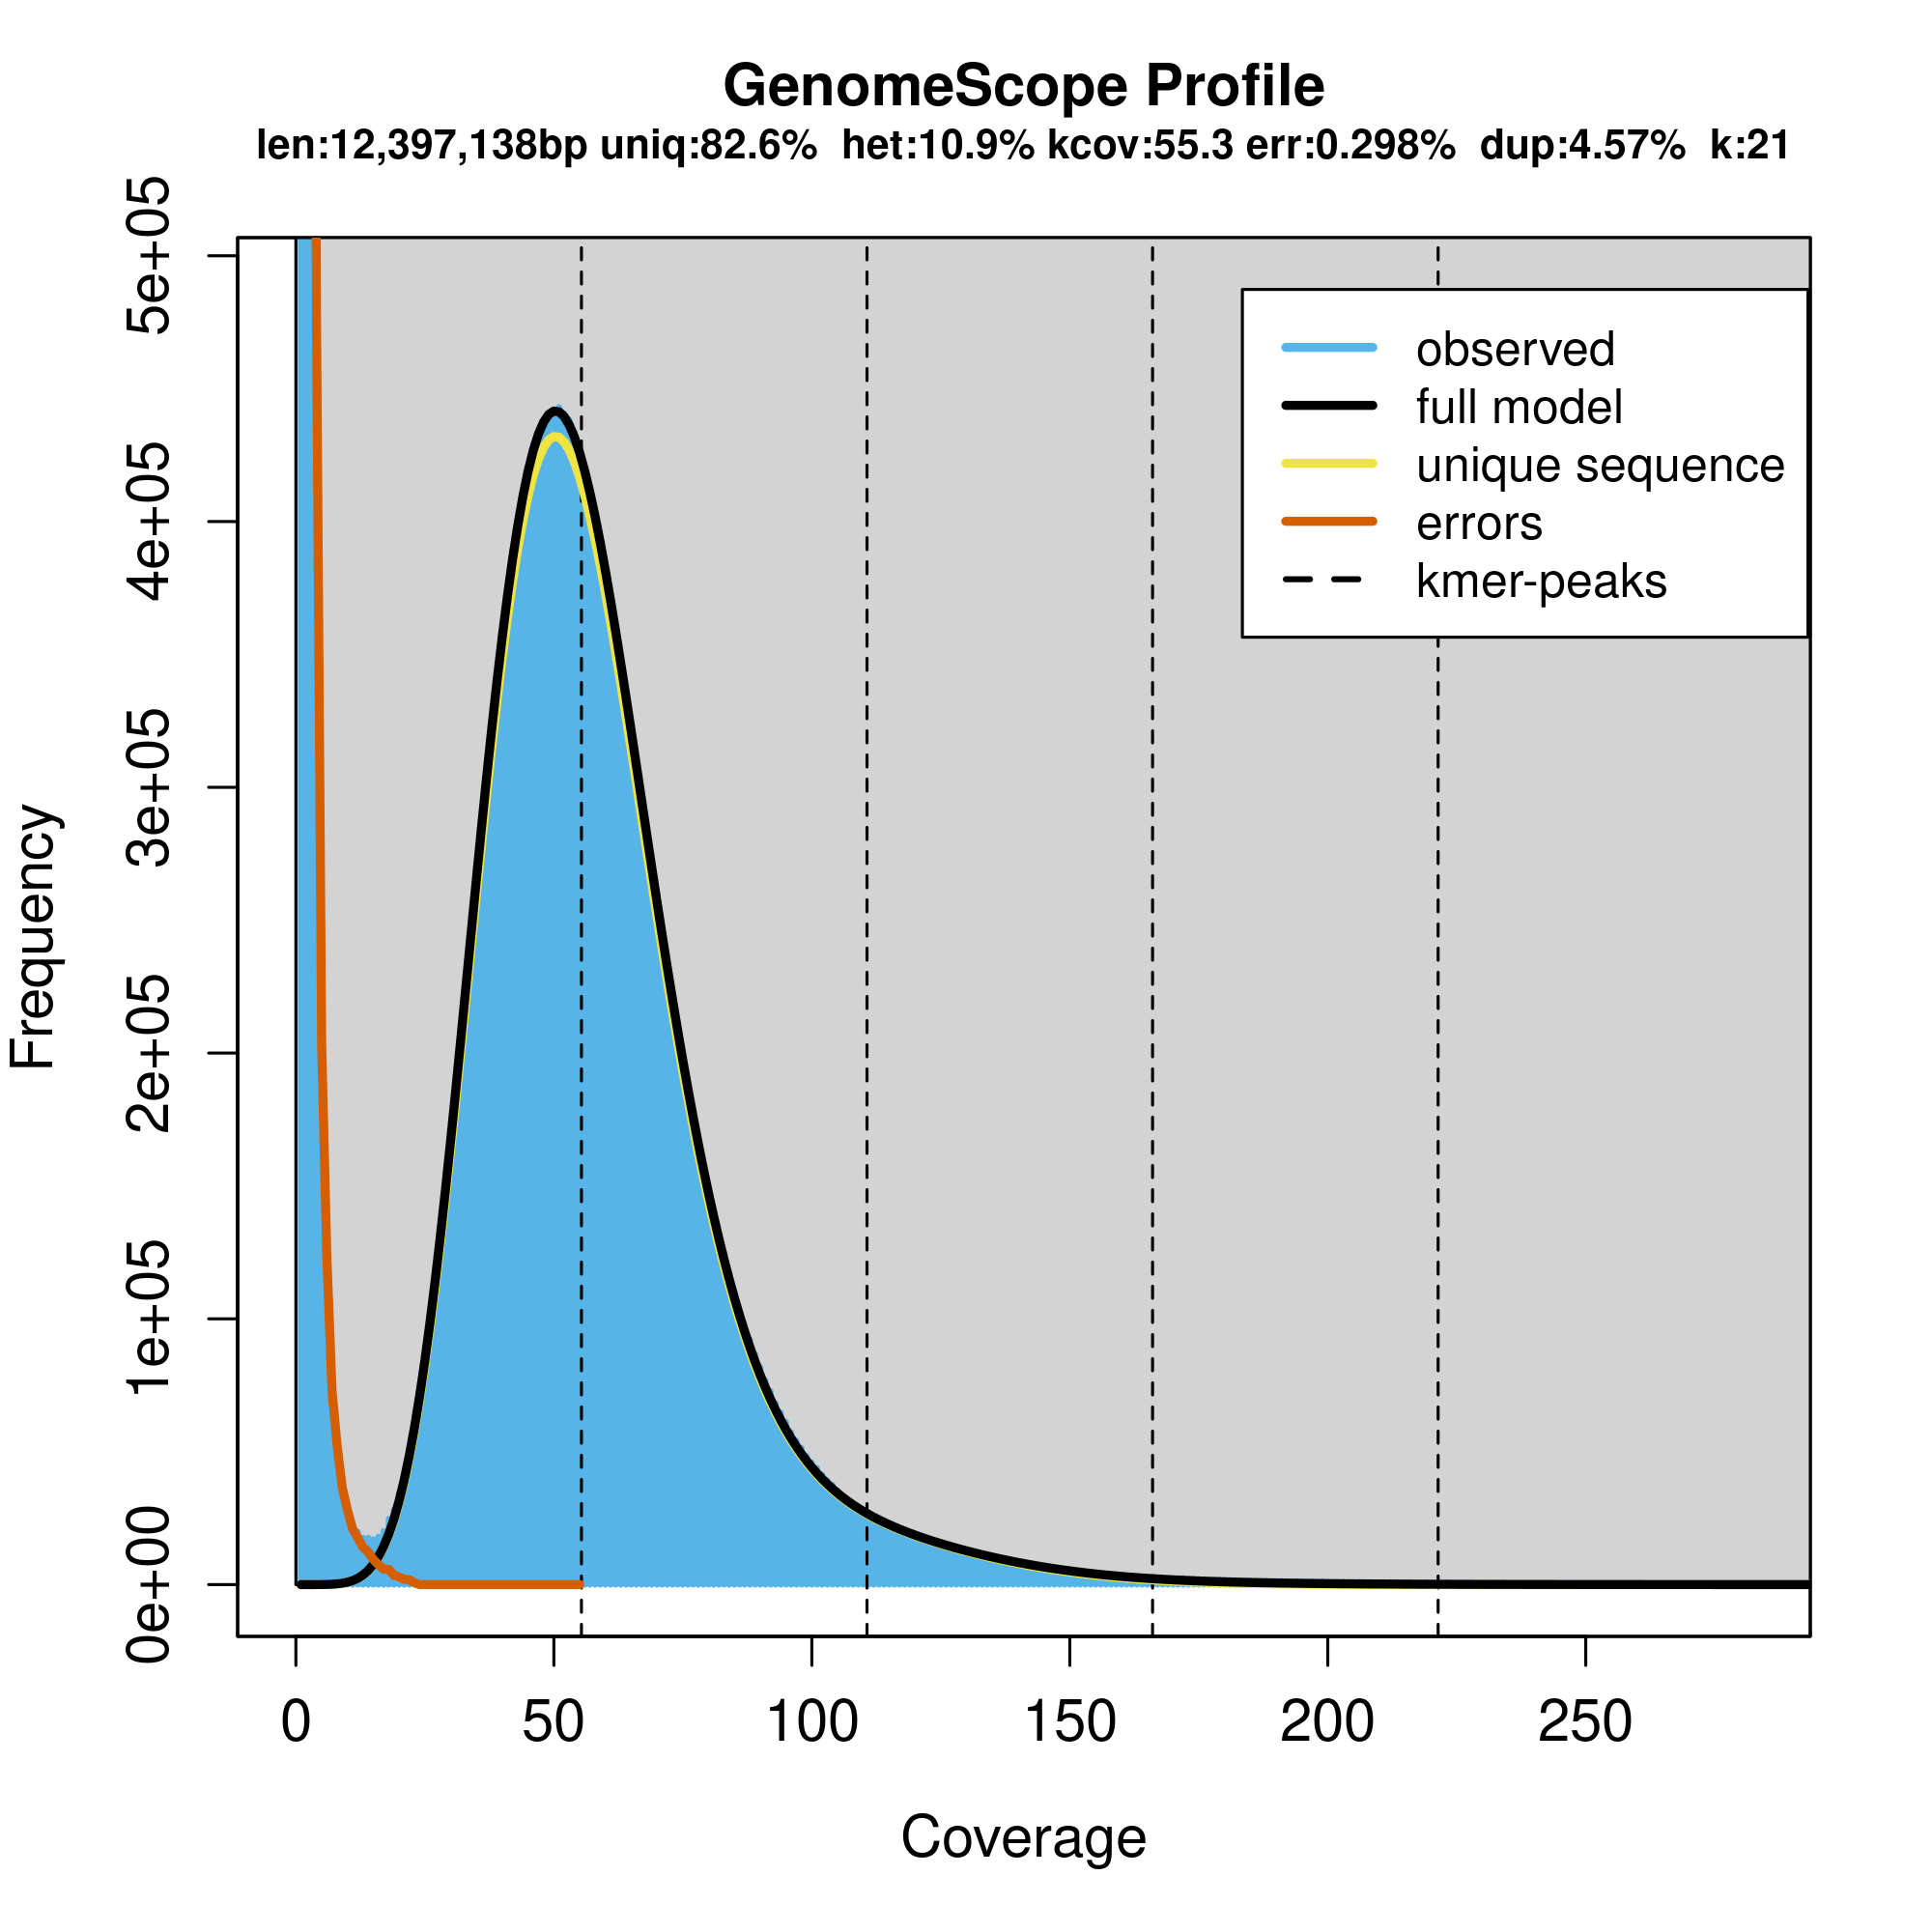 GenomeScope Profile
len:12,397,138bp uniq:82.6% het:10.9% kcov:55.3 err:0.298% dup:4.57% k:21
5e+05
4e+05
3e+05
2e+05
1e+05
0e+00
Frequency
observed
full model
unique sequence
errors
kmer-peaks
0 50 100 150 200 250
Coverage